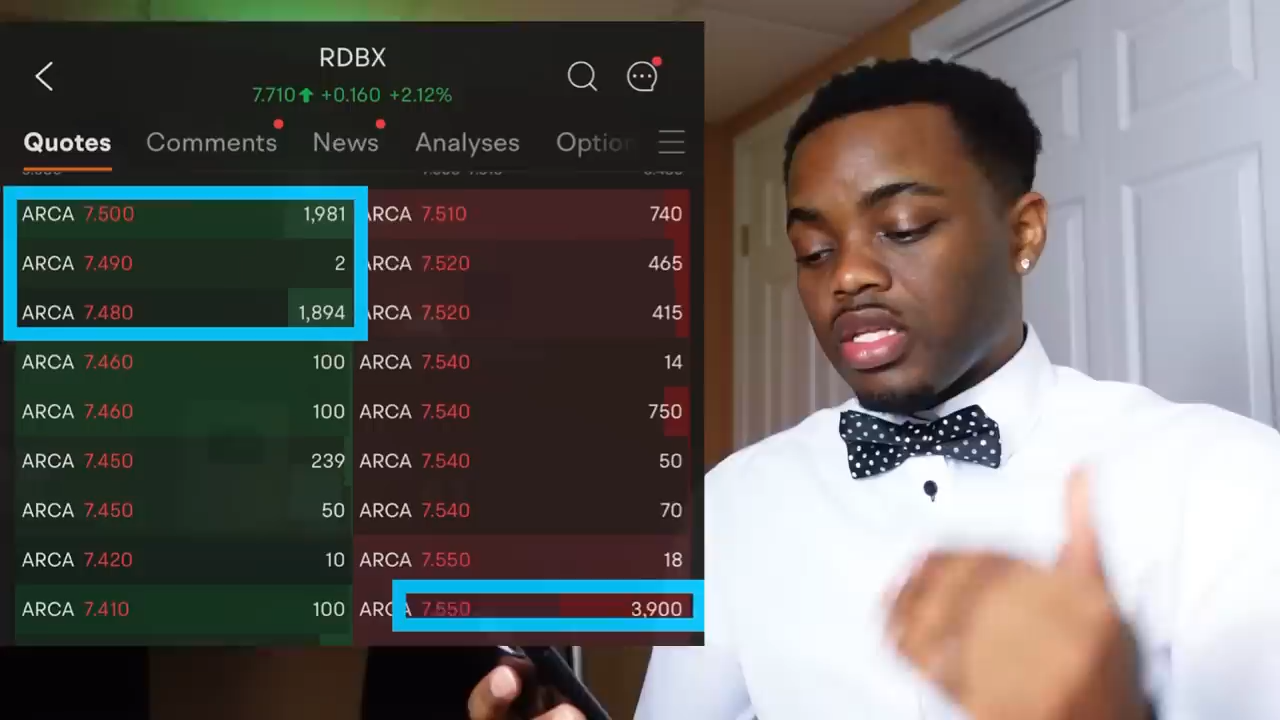 RDBX
7.710 +0.160 +2.12%
Quotes Comments News Analyses Option
ARCA 7.500 1,981 ARCA 7.510 740
ARCA 7.490 2 ARCA 7.520 465
ARCA 7.480 1,894 ARCA 7.520 415
ARCA 7.460 100 ARCA 7.540 14
ARCA 7.460 100 ARCA 7.540 750
ARCA 7.450 239 ARCA 7.540 50
ARCA 7.450 50 ARCA 7.540 70
ARCA 7.420 10 ARCA 7.550 18
ARCA 7.410 100 ARCA 7.550 3,900